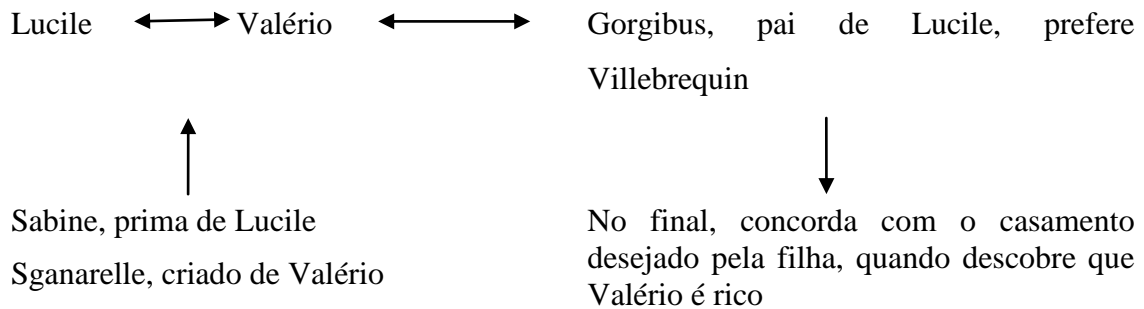 Lucile Valério Gorgibus, pai de Lucile, prefere
Villebrequin
Sabine, prima de Lucile
Sganarelle, criado de Valério
No final, concorda com o casamento
desejado pela filha, quando descobre que
Valério é rico